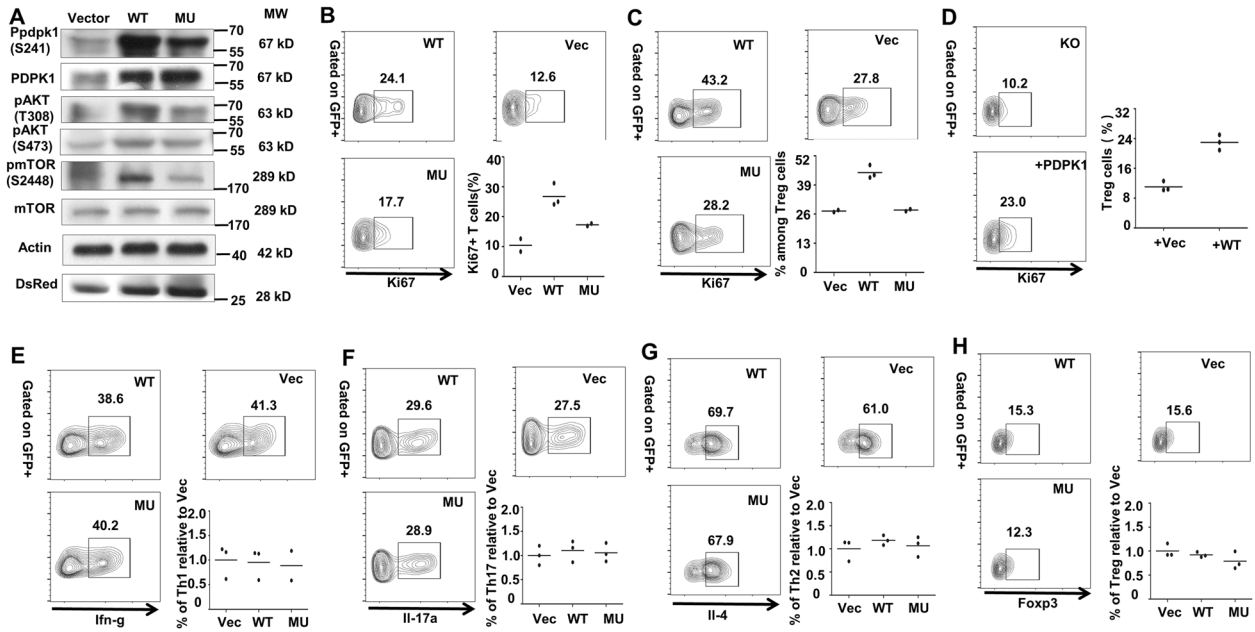 A
Vector WT MU MW
Ppdpk1
(S241)
70
55
67 kD
PDPK1
70
55
67 kD
pAKT
(T308)
70
55
63 kD
pAKT
(S473)
70
55
63 kD
pmTOR
(S2448)
170
289 kD
mTOR
170
289 kD
Actin
40
42 kD
DsRed
25
28 kD
B
Gated on GFP+
WT
24.1
Vec
12.6
MU
17.7
Ki67
Ki67+ T cells(%)
40
30
20
10
0
Vec WT MU
C
Gated on GFP+
WT
43.2
Vec
27.8
MU
28.2
Ki67
% among Treg cells
52
39
26
13
0
Vec WT MU
D
KO
10.2
+PDPK1
23.0
Ki67
Treg cells (%)
32
24
16
8
0
+Vec +WT
E
Gated on GFP+
WT
38.6
Vec
41.3
MU
40.2
Ifn-g
% of Th1 relative to Vec
2.0
1.5
1.0
0.5
0
Vec WT MU
F
Gated on GFP+
WT
29.6
Vec
27.5
MU
28.9
Il-17a
% of Th17 relative to Vec
2.0
1.5
1.0
0.5
0
Vec WT MU
G
Gated on GFP+
WT
69.7
Vec
61.0
MU
67.9
Il-4
% of Th2 relative to Vec
2.0
1.5
1.0
0.5
0
Vec WT MU
H
Gated on GFP+
WT
15.3
Vec
15.6
MU
12.3
Foxp3
% of Treg relative to Vec
2.0
1.5
1.0
0.5
0
Vec WT MU